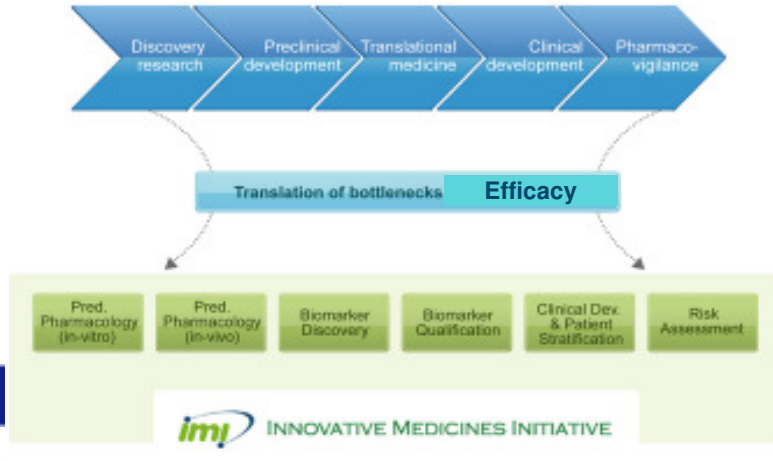 Discovery research
Preclinical development
Translational medicine
Clinical development
Pharmaco-vigilance
Translation of bottlenecks Efficacy
Pred. Pharmacology (in-vitro)
Pred. Pharmacology (in-vivo)
Biomarker Discovery
Biomarker Qualification
Clinical Dev. & Patient Stratification
Risk Assessment
imi INNOVATIVE MEDICINES INITIATIVE